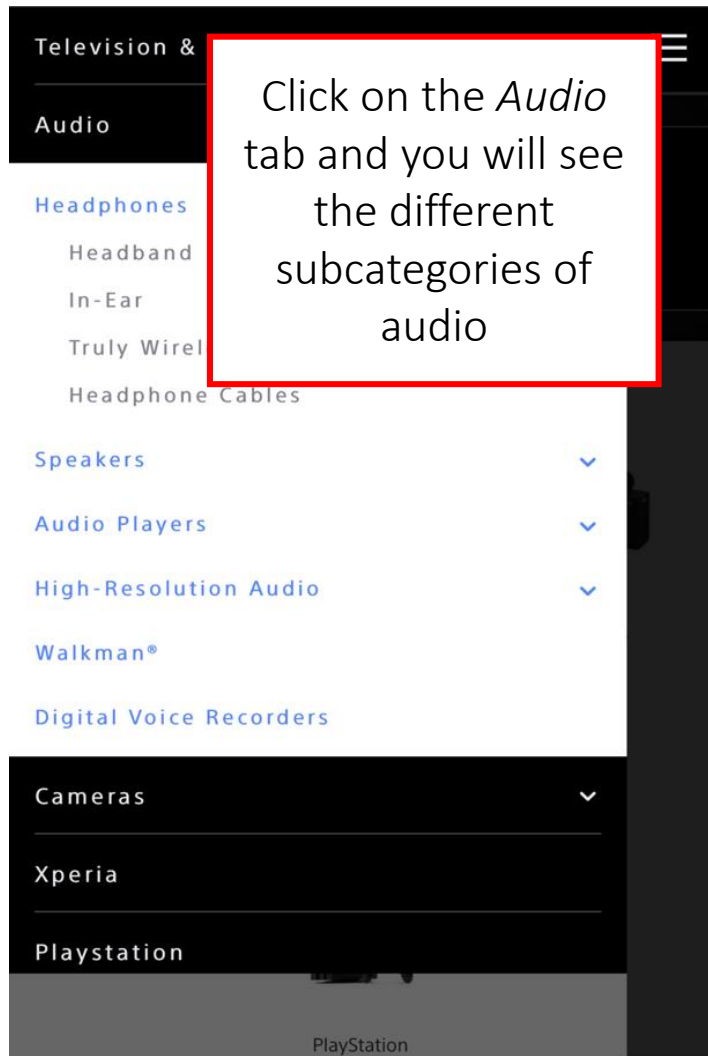 Television &
Click on the Audio
tab and you will see
the different
subcategories of
audio
Audio
Headphones
Headband
In-Ear
Truly
Headphone Cables
Speakers
Audio Players
High-Resolution Audio
Walkman®
Digital Voice Recorders
Cameras
Xperia
Playstation
PlayStation